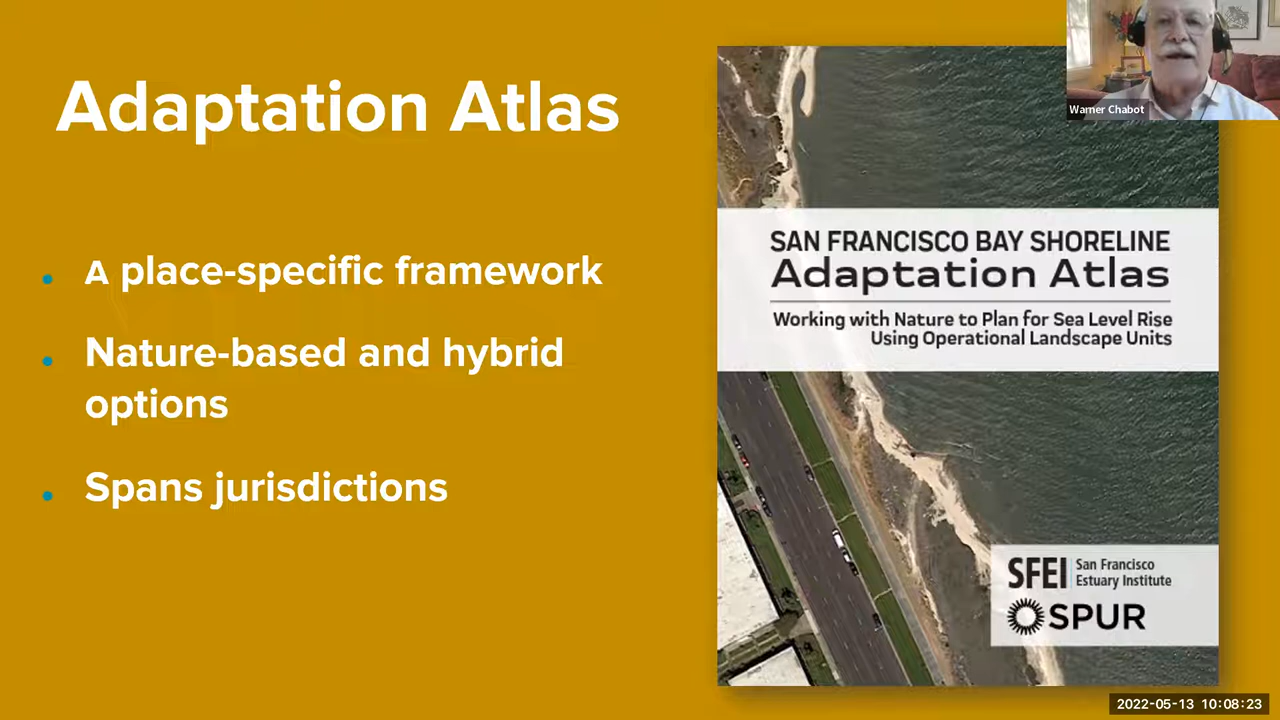 Adaptation Atlas
A place-specific framework
Nature-based and hybrid
options
Spans jurisdictions
Warner Chabot
SAN FRANCISCO BAY SHORELINE
Adaptation Atlas
Working with Nature to Plan for Sea Level Rise
Using Operational Landscape Units
SFEI San Francisco
Estuary Institute
SPUR
2022-05-13 10:08:23